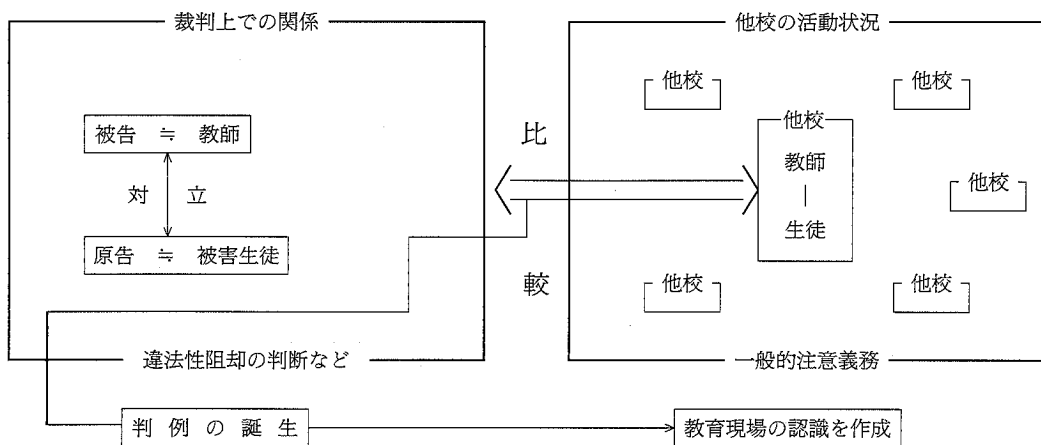 裁判上での関係
被告 ≒ 教師
対 立
原告 ≒ 被害生徒
違法性阻却の判断など
比
較
他校の活動状況
他校
他校
他校
教師
|
生徒
他校
他校
他校
一般的注意義務
判例の誕生
教育現場の認識を作成